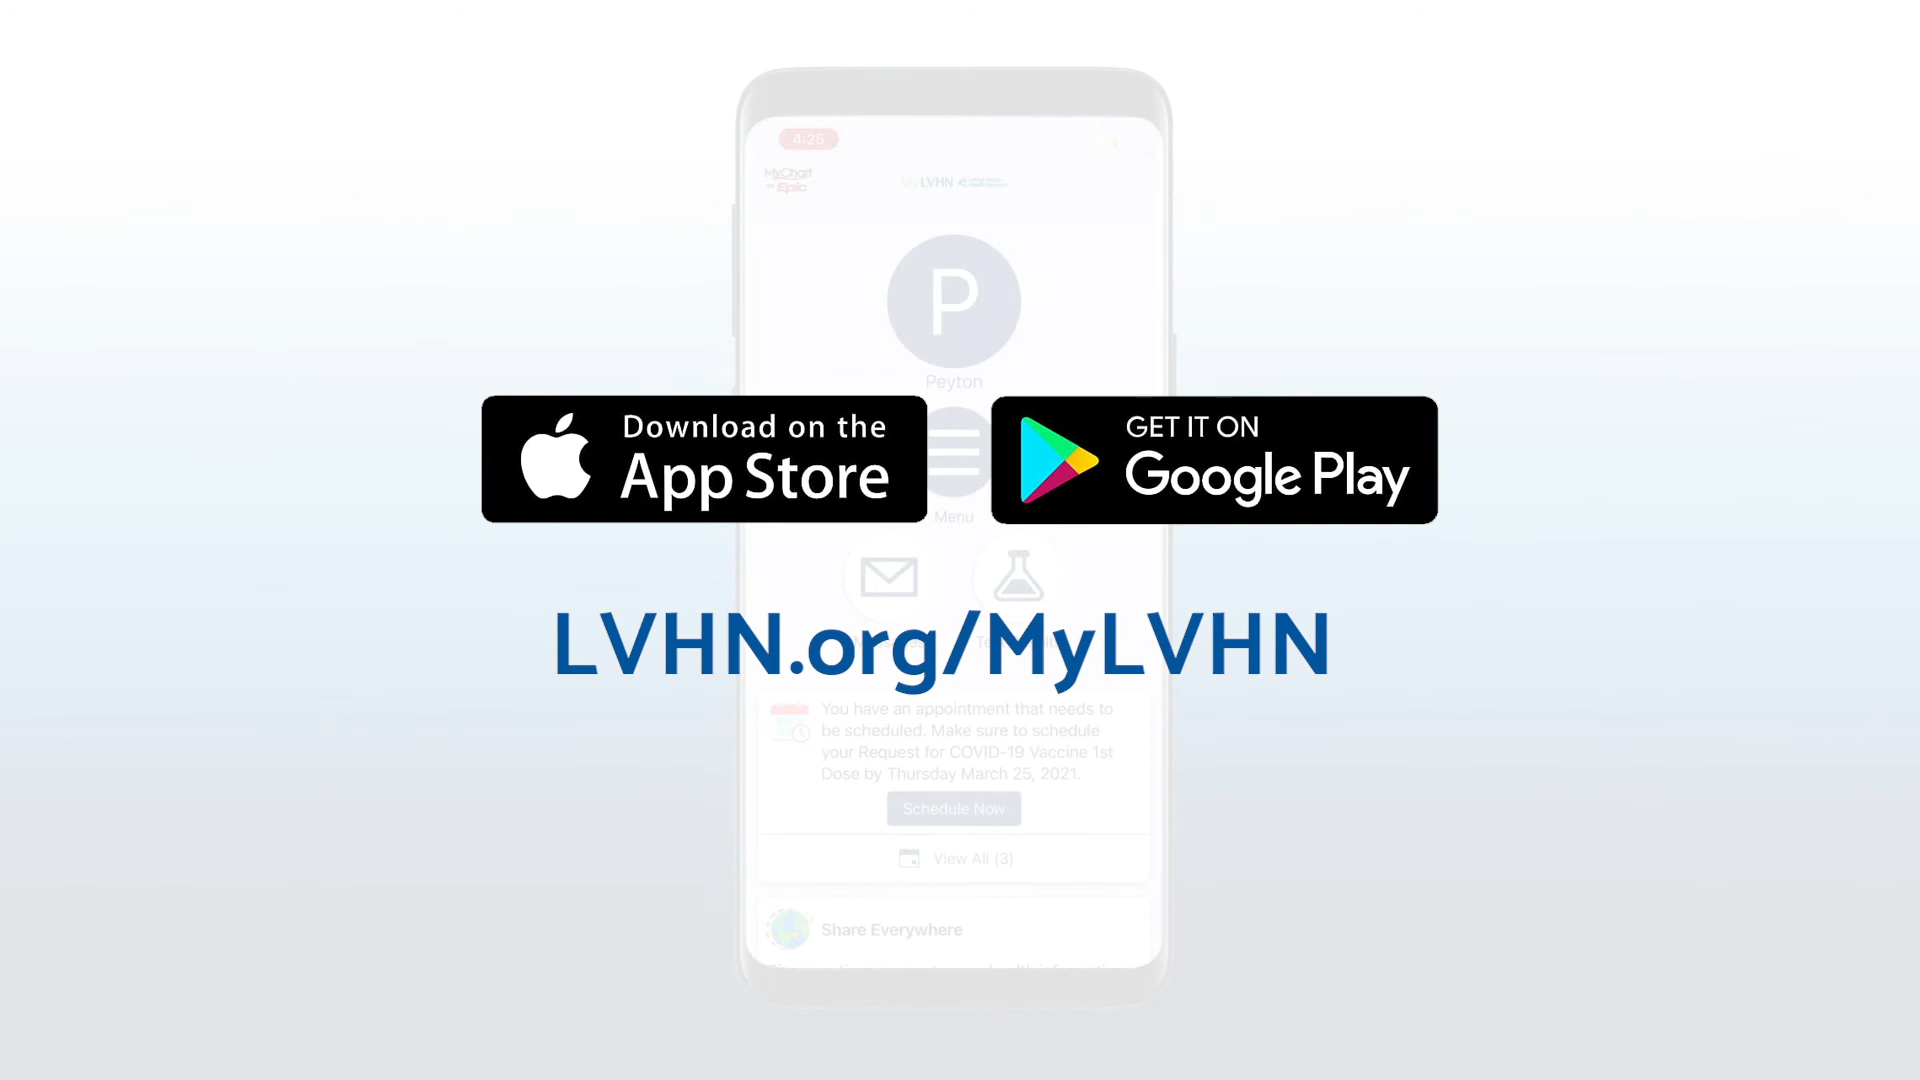 4:25
MyChart
by Epic
MyLVHN
P
Peyton
Download on the
App Store
GET IT ON
Google Play
Menu
LVHN.org/MyLVHN
You have an appointment that needs to
be scheduled. Make sure to schedule
your Request for COVID-19 Vaccine 1st
Dose by Thursday March 25, 2021.
Schedule Now
View All (3)
Share Everywhere